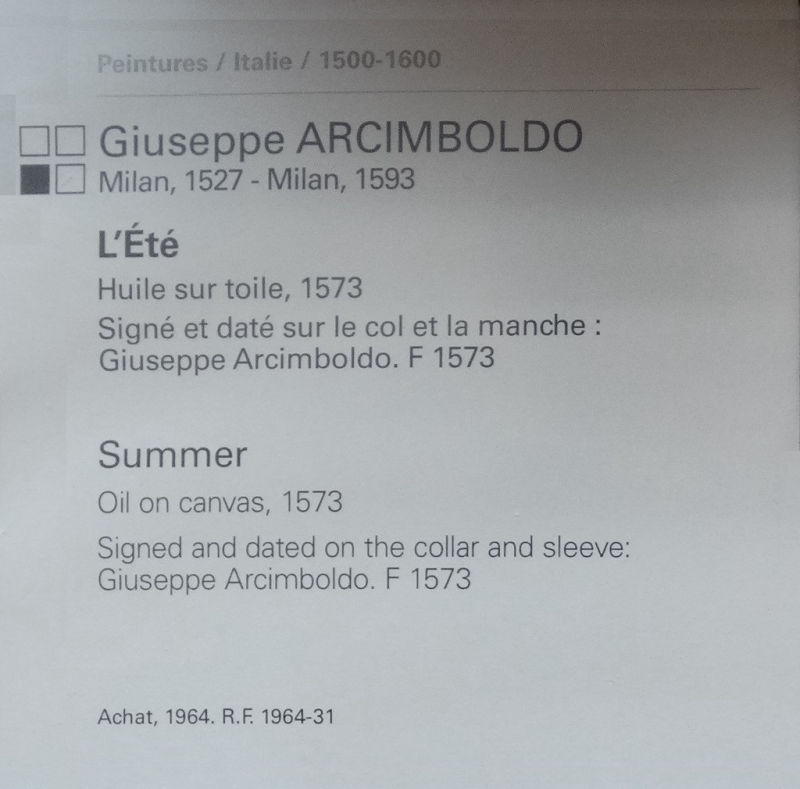 Peintures / Italie / 1500-1600
Giuseppe ARCIMBOLDO
Milan, 1527 - Milan, 1593
L'Été
Huile sur toile, 1573
Signé et daté sur le col et la manche :
Giuseppe Arcimboldo. F 1573
Summer
Oil on canvas, 1573
Signed and dated on the collar and sleeve:
Giuseppe Arcimboldo. F 1573
Achat, 1964. R.F. 1964-31